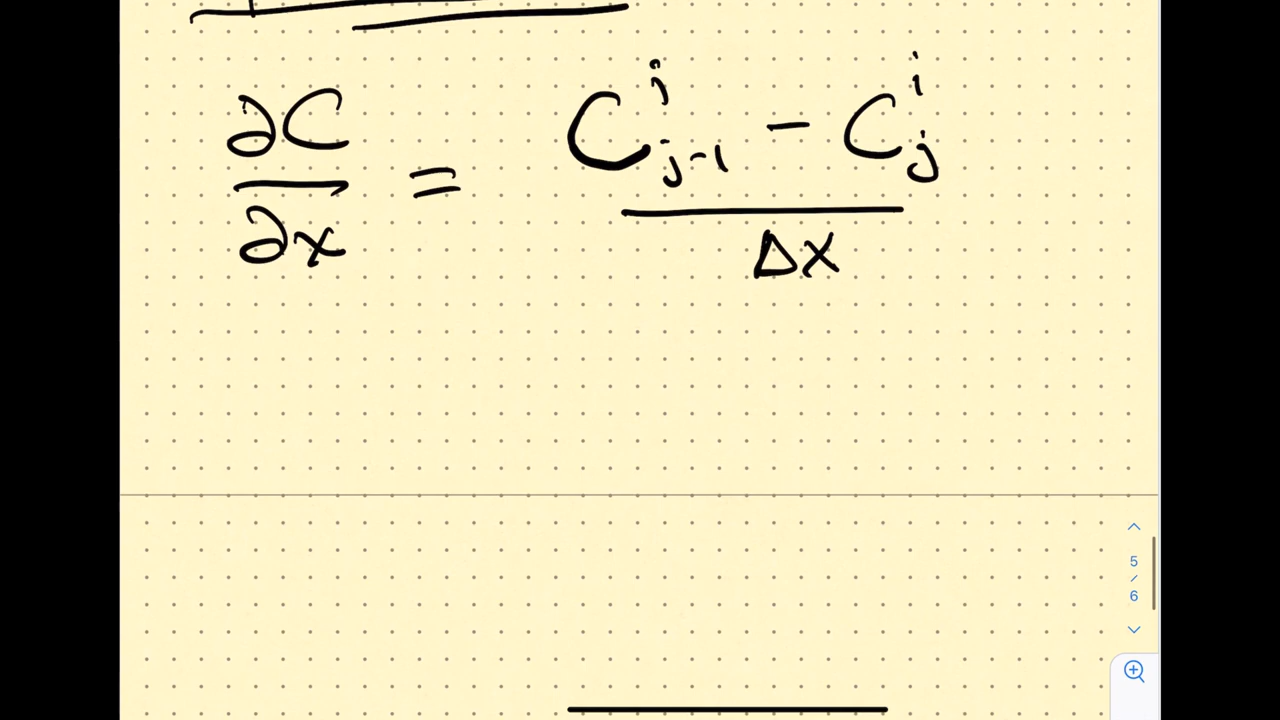 ∂C/∂x = (C^i_{j-1} - C^i_j)/Δx
5
/
6